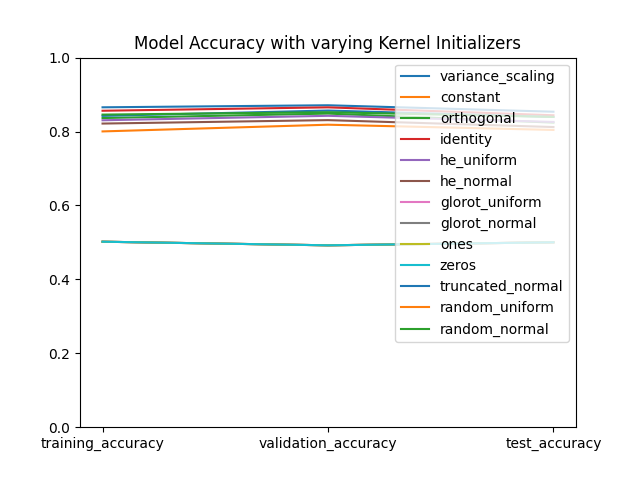 Model Accuracy with varying Kernel Initializers
1.0
0.8
0.6
0.4
0.2
0.0
variance_scaling
constant
orthogonal
identity
he_uniform
he_normal
glorot_uniform
glorot_normal
ones
zeros
truncated_normal
random_uniform
random_normal
training_accuracy
validation_accuracy
test_accuracy